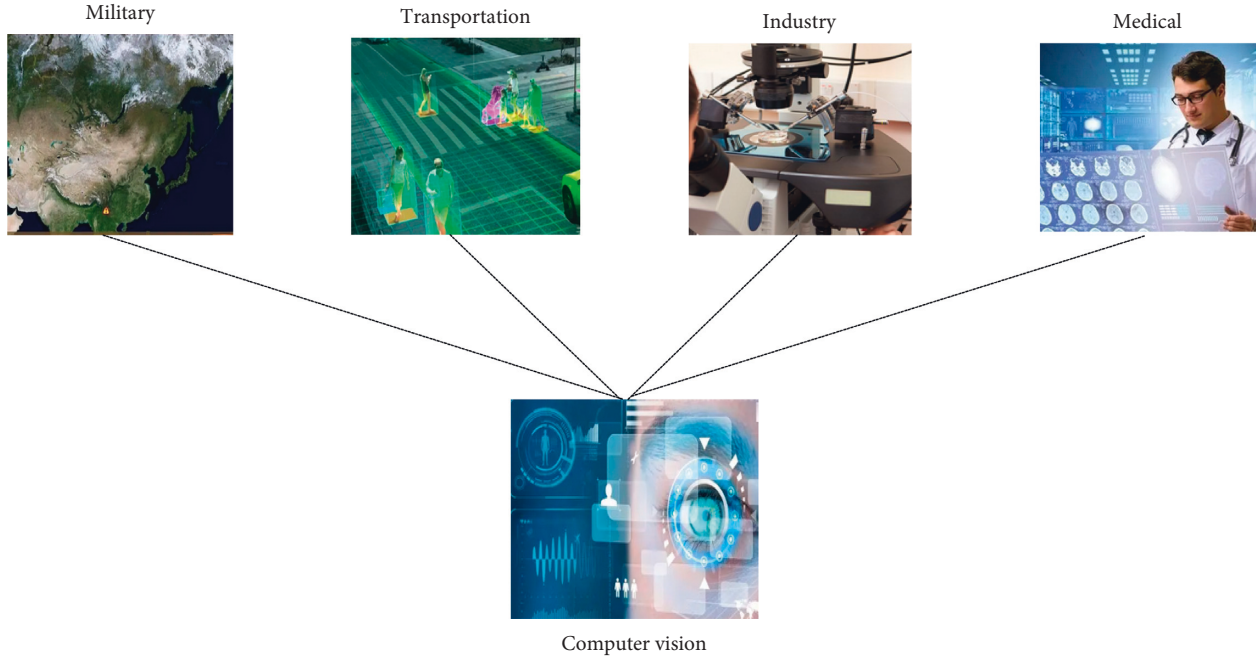 Military
Transportation
Industry
Medical
Computer vision